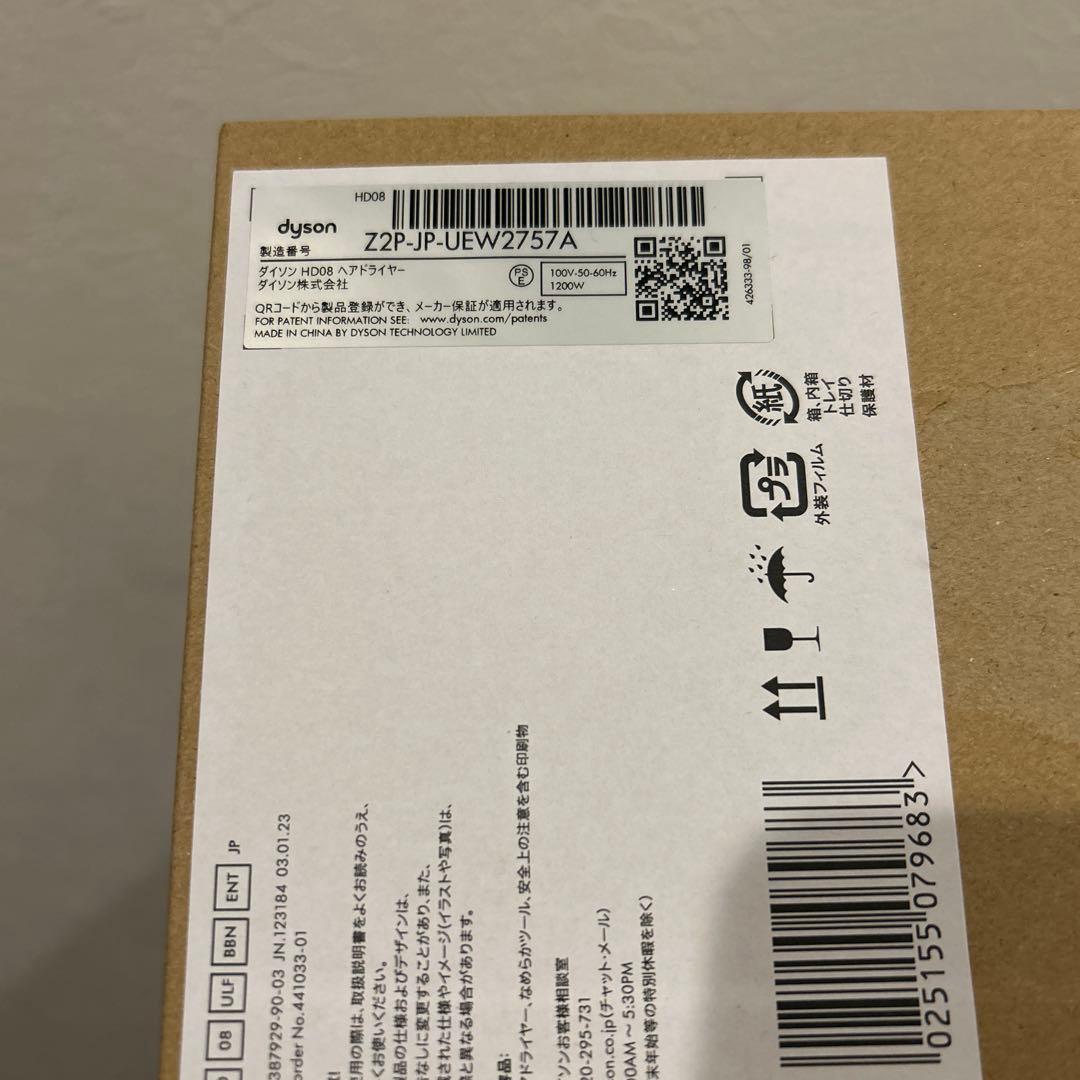 HD08
dyson
製造番号
Z2P-JP-UEW2757A
ダイソン HD08 ヘアドライヤー
ダイソン株式会社
PS
E
100V-50-60Hz
1200W
QRコードから製品登録ができ、メーカー保証が適用されます。
FOR PATENT INFORMATION SEE: www.dyson.com/patents
MADE IN CHINA BY DYSON TECHNOLOGY LIMITED
426333-98/01
紙
箱、内箱
トレイ
仕切り
保護材
プラ
外装フィルム
08 ULF BBN ENT JP
387929-90-03 JN.123184 03.01.23
order No.441033-01
使用の際は、取扱説明書をよくお読みのうえ、
くお使いください。
製品の仕様およびデザインは、
なしに変更することがあり、また、
された仕様やイメージ(イラストや写真)は、
と異なる場合があります。
ドライヤー、なめらかツール、安全上の注意を含む印刷物
ソンお客様相談室
20-295-731
on.co.jp(チャット・メール)
00AM～5:30PM
末年始等の特別休暇を除く)
025155079683>